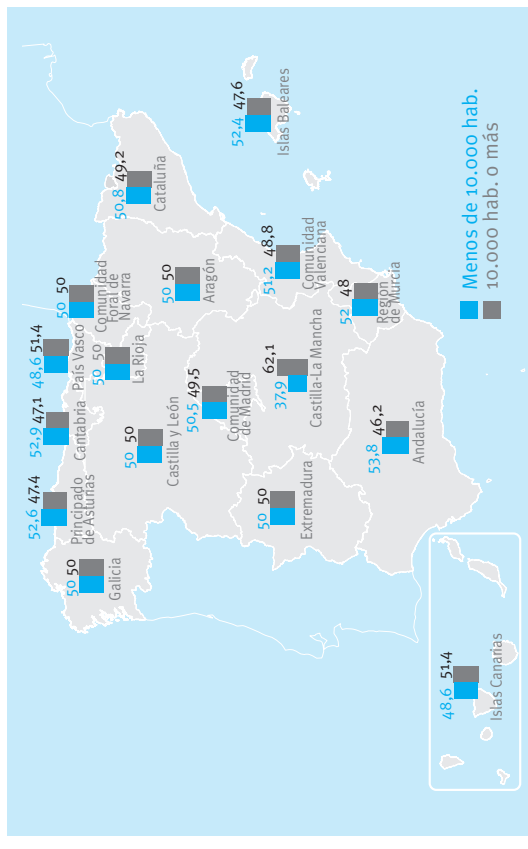 50 50
Galicia
52,6 47,4
Principado
de Asturias
52,9 47,1
Cantabria
48,6 51,4
País Vasco
50 50
Comunidad
Foral de
Navarra
50 50
La Rioja
50 50
Aragón
50,8 49,2
Cataluña
50 50
Castilla y León
50,5 49,5
Comunidad
de Madrid
52,4 47,6
Islas Baleares
50 50
Extremadura
37,9 62,1
Castilla-La Mancha
51,2 48,8
Comunidad
Valenciana
52 48
Región
de Murcia
53,8 46,2
Andalucía
48,6 51,4
Islas Canarias
Menos de 10.000 hab.
10.000 hab. o más